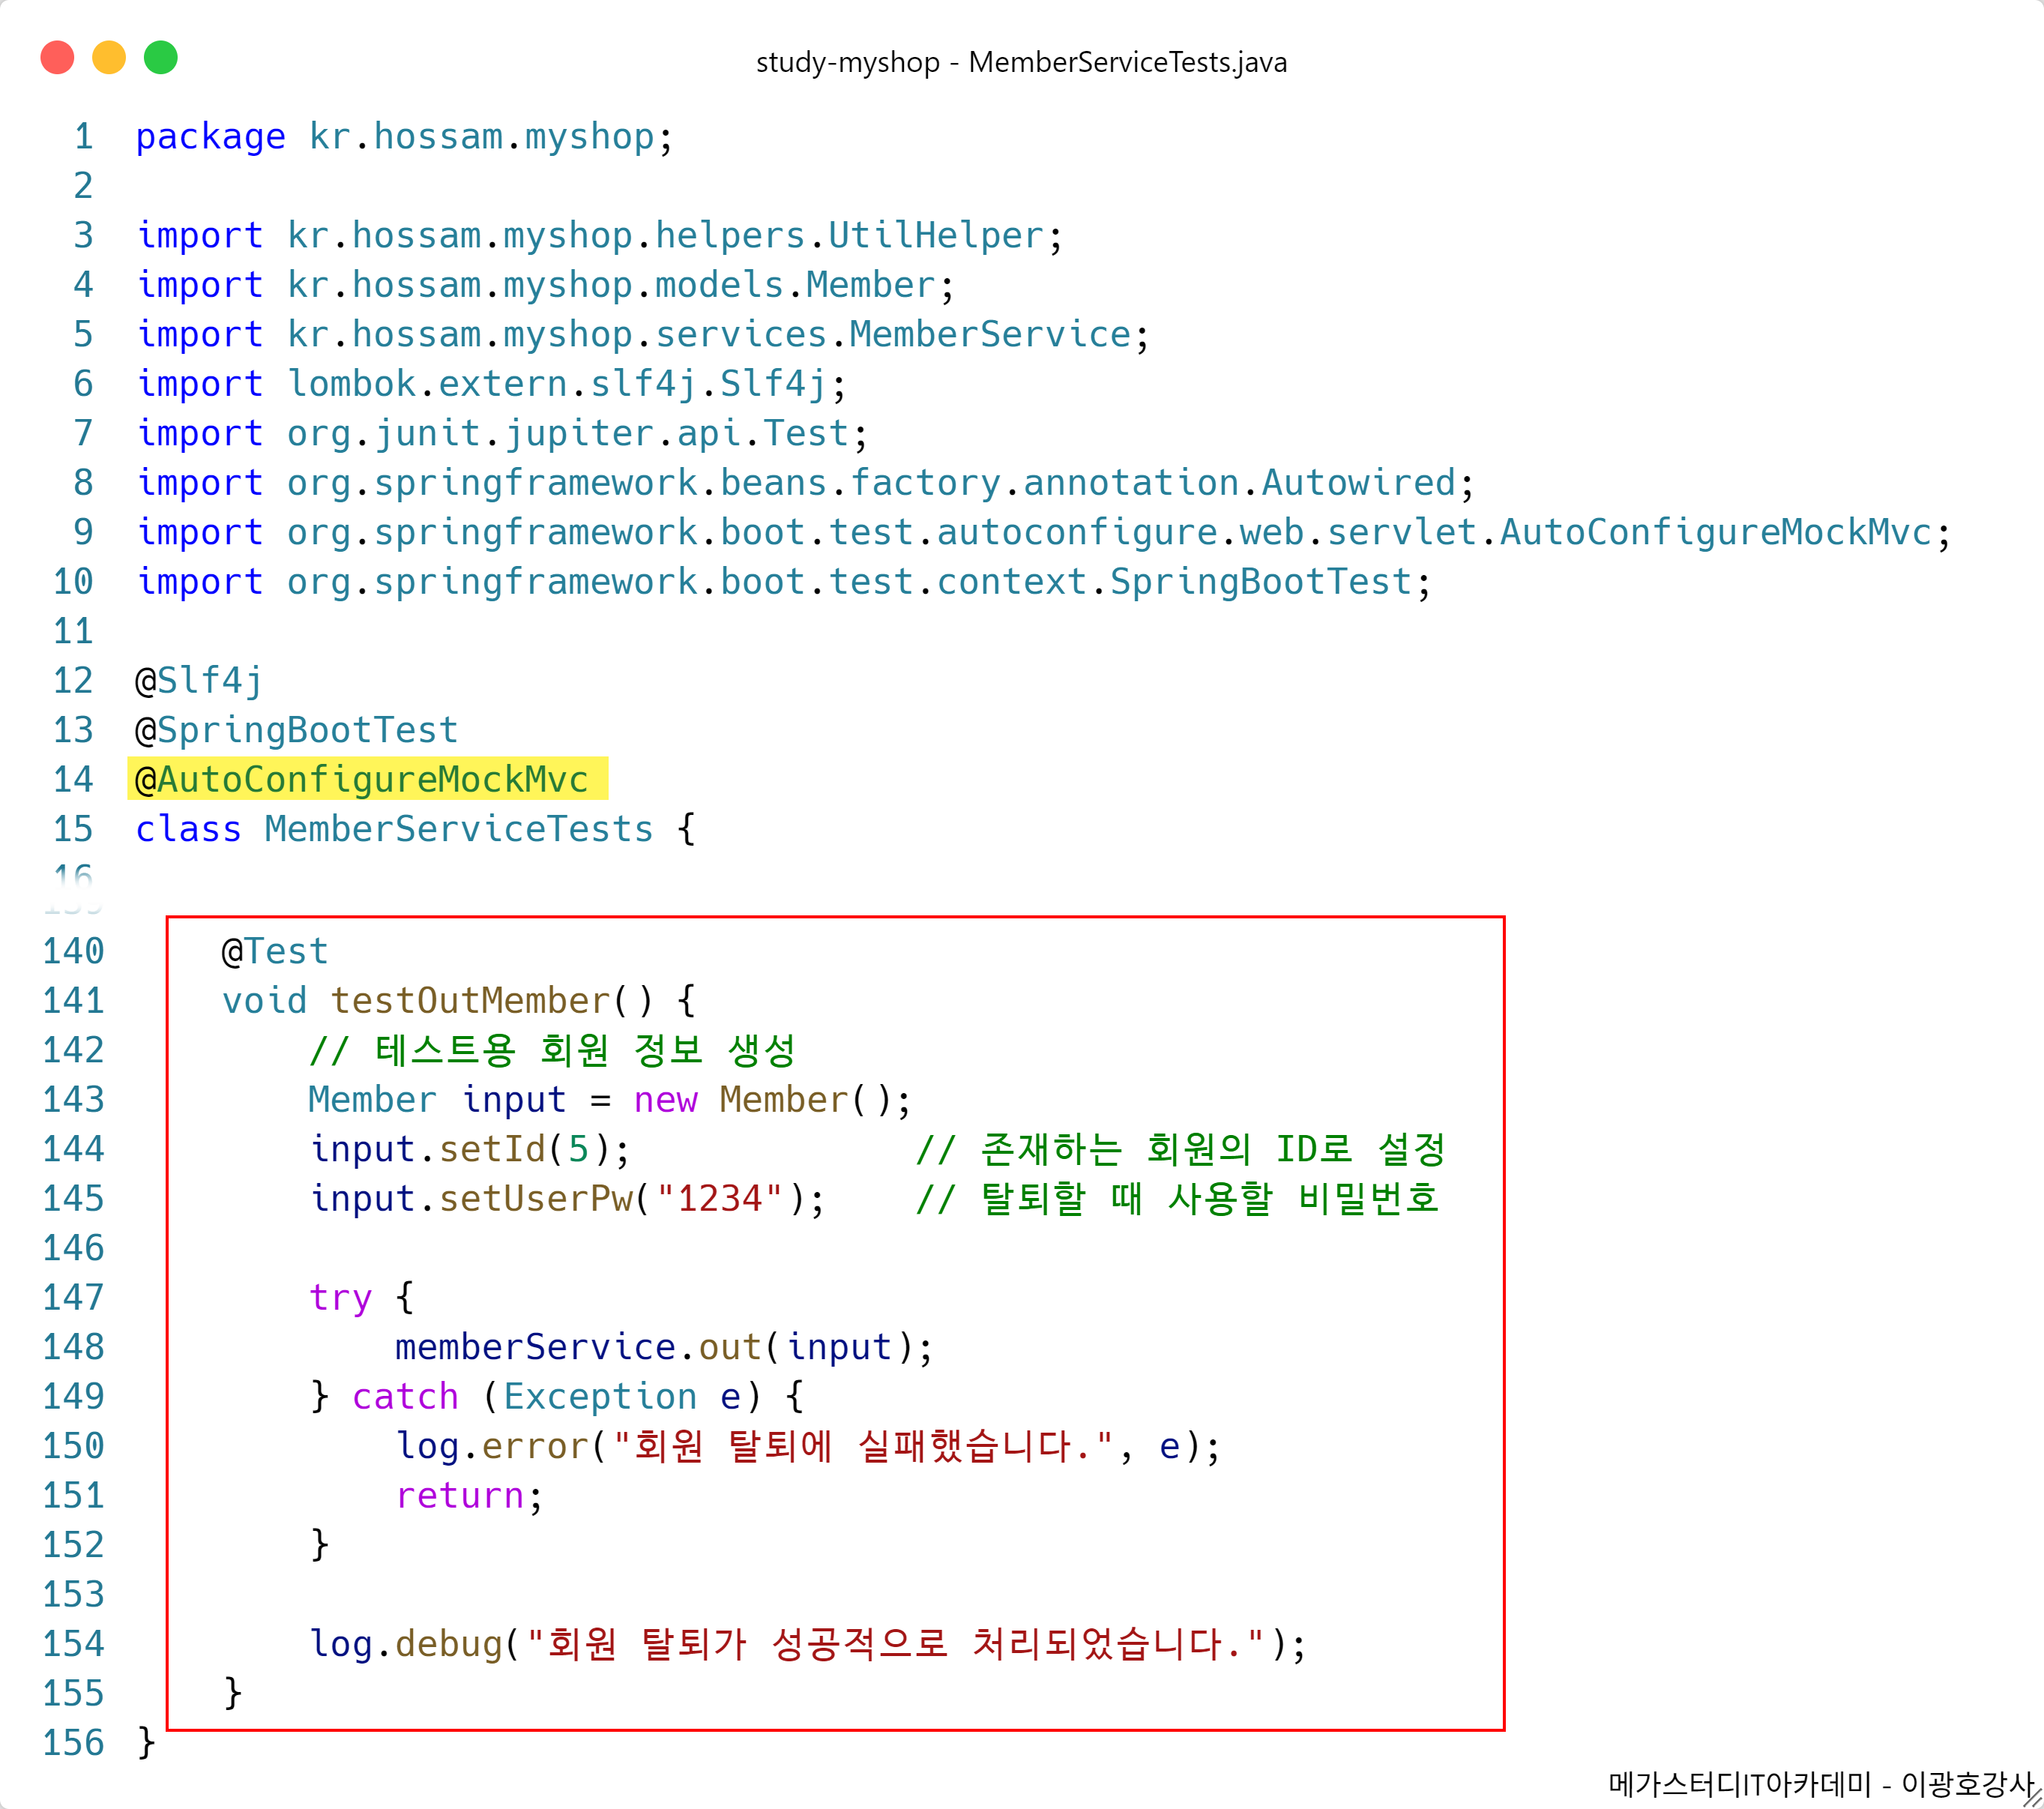 study-myshop - MemberServiceTests.java
1 package kr.hossam.myshop;
2
3 import kr.hossam.myshop.helpers.UtilHelper;
4 import kr.hossam.myshop.models.Member;
5 import kr.hossam.myshop.services.MemberService;
6 import lombok.extern.slf4j.Slf4j;
7 import org.junit.jupiter.api.Test;
8 import org.springframework.beans.factory.annotation.Autowired;
9 import org.springframework.boot.test.autoconfigure.web.servlet.AutoConfigureMockMvc;
10 import org.springframework.boot.test.context.SpringBootTest;
11
12 @Slf4j
13 @SpringBootTest
14 @AutoConfigureMockMvc
15 class MemberServiceTests {
16
140     @Test
141     void testOutMember() {
142         // 테스트용 회원 정보 생성
143         Member input = new Member();
144         input.setId(5);             // 존재하는 회원의 ID로 설정
145         input.setUserPw("1234");    // 탈퇴할 때 사용할 비밀번호
146
147         try {
148             memberService.out(input);
149         } catch (Exception e) {
150             log.error("회원 탈퇴에 실패했습니다.", e);
151             return;
152         }
153
154         log.debug("회원 탈퇴가 성공적으로 처리되었습니다.");
155     }
156 }
메가스터디IT아카데미 - 이광호강사